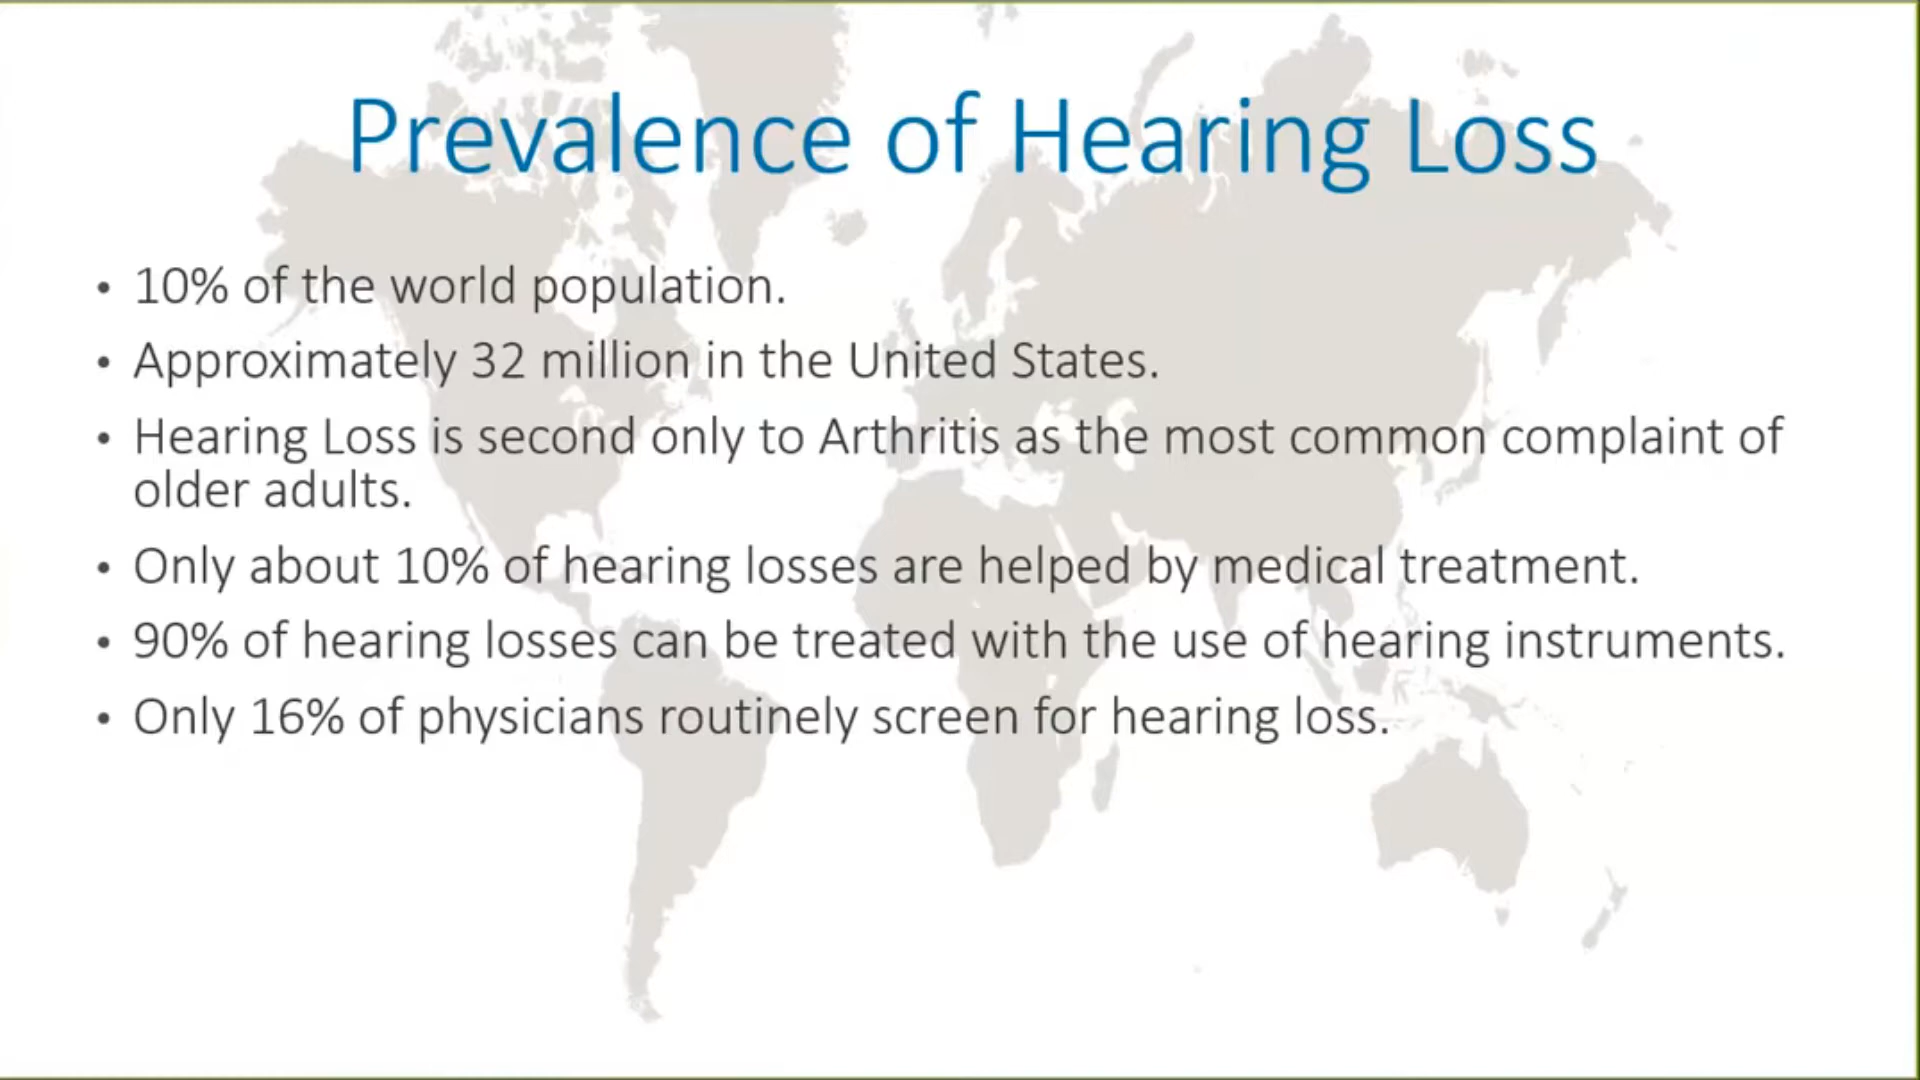 Prevalence of Hearing Loss
• 10% of the world population.
• Approximately 32 million in the United States.
• Hearing Loss is second only to Arthritis as the most common complaint of
older adults.
• Only about 10% of hearing losses are helped by medical treatment.
• 90% of hearing losses can be treated with the use of hearing instruments.
• Only 16% of physicians routinely screen for hearing loss.